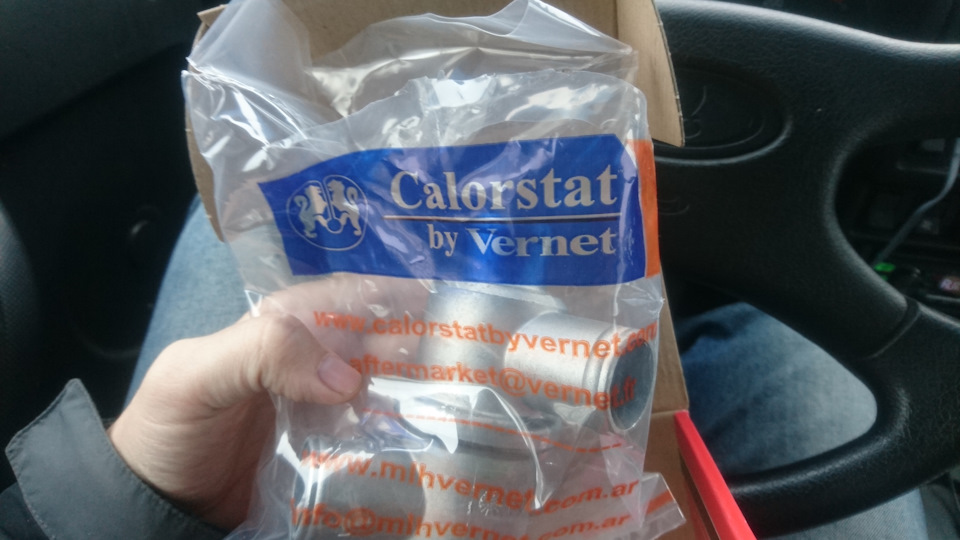 Calorstat
by Vernet
www.calorstatbyvernet.com
aftermarket@vernet.fr
www.mlhvernet.com.ar
info@mlhvernet.com.ar